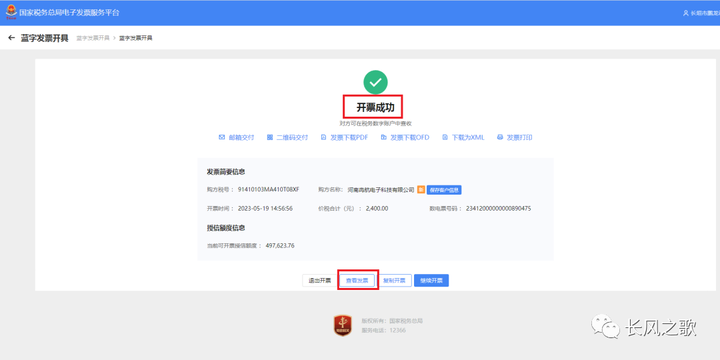 国家税务总局电子发票服务平台
蓝字发票开具 蓝字发票开具 > 蓝字发票开具
开票成功
对方可在税务数字账户中查收
邮箱交付 二维码交付 发票下载PDF 发票下载OFD 下载为XML 发票打印
发票简要信息
购方税号： 91410103MA410T08XF 购方名称： 河南尚航电子科技有限公司 保存客户信息
开票时间： 2023-05-19 14:56:56 价税合计（元）： 2,400.00 数电票号码： 23412000000000890475
授信额度信息
当前可开票授信额度： 497,623.76
退出开票 查看发票 复制开票 继续开票
版权所有：国家税务总局
服务电话：12366
长风之歌